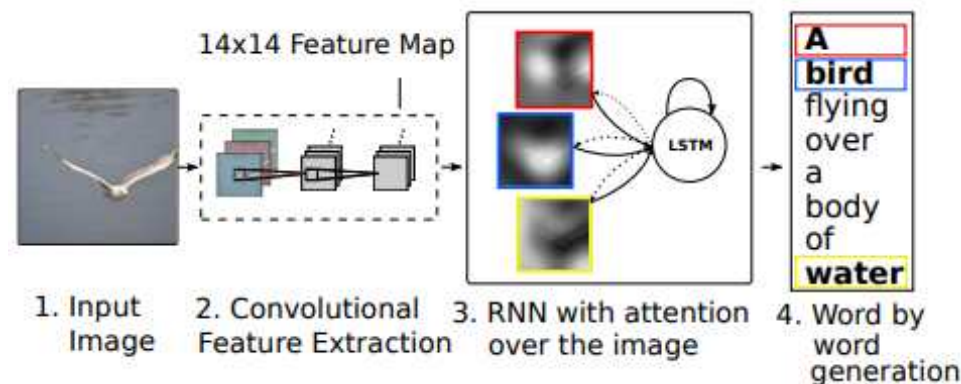 14x14 Feature Map
LSTM
A
bird
flying
over
a
body
of
water
1. Input
Image
2. Convolutional
Feature Extraction
3. RNN with attention
over the image
4. Word by
word
generation